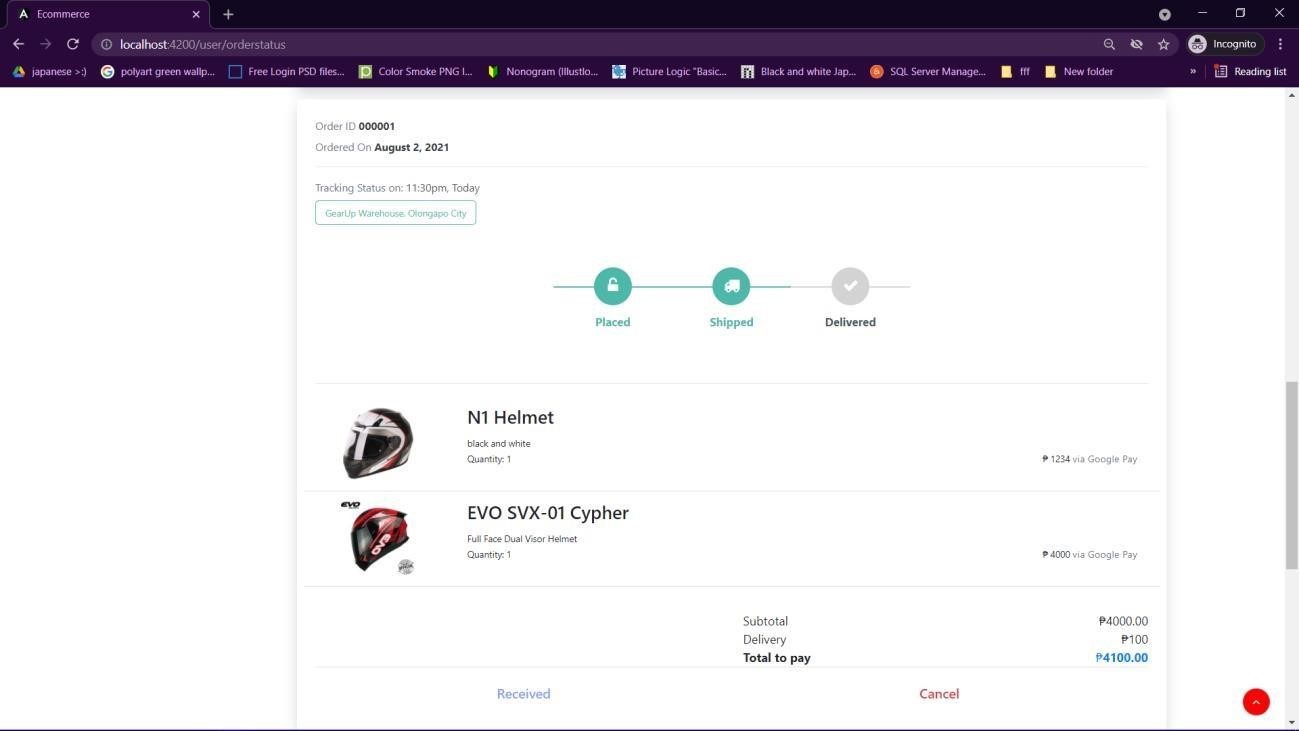 Ecommerce
localhost:4200/user/orderstatus
Incognito
japanese >:)
polyart green wallp...
Free Login PSD files...
Color Smoke PNG I...
Nonogram (Illustlo...
Picture Logic "Basic...
Black and white Jap...
SQL Server Manage...
fff
New folder
»
Reading list
Order ID 000001
Ordered On August 2, 2021
Tracking Status on: 11:30pm, Today
GearUp Warehouse, Olongapo City
Placed
Shipped
Delivered
N1 Helmet
black and white
Quantity: 1
₱ 1234 via Google Pay
EVO
EVO
EVO SVX-01 Cypher
Full Face Dual Visor Helmet
Quantity: 1
₱ 4000 via Google Pay
Subtotal ₱4000.00
Delivery ₱100
Total to pay ₱4100.00
Received
Cancel